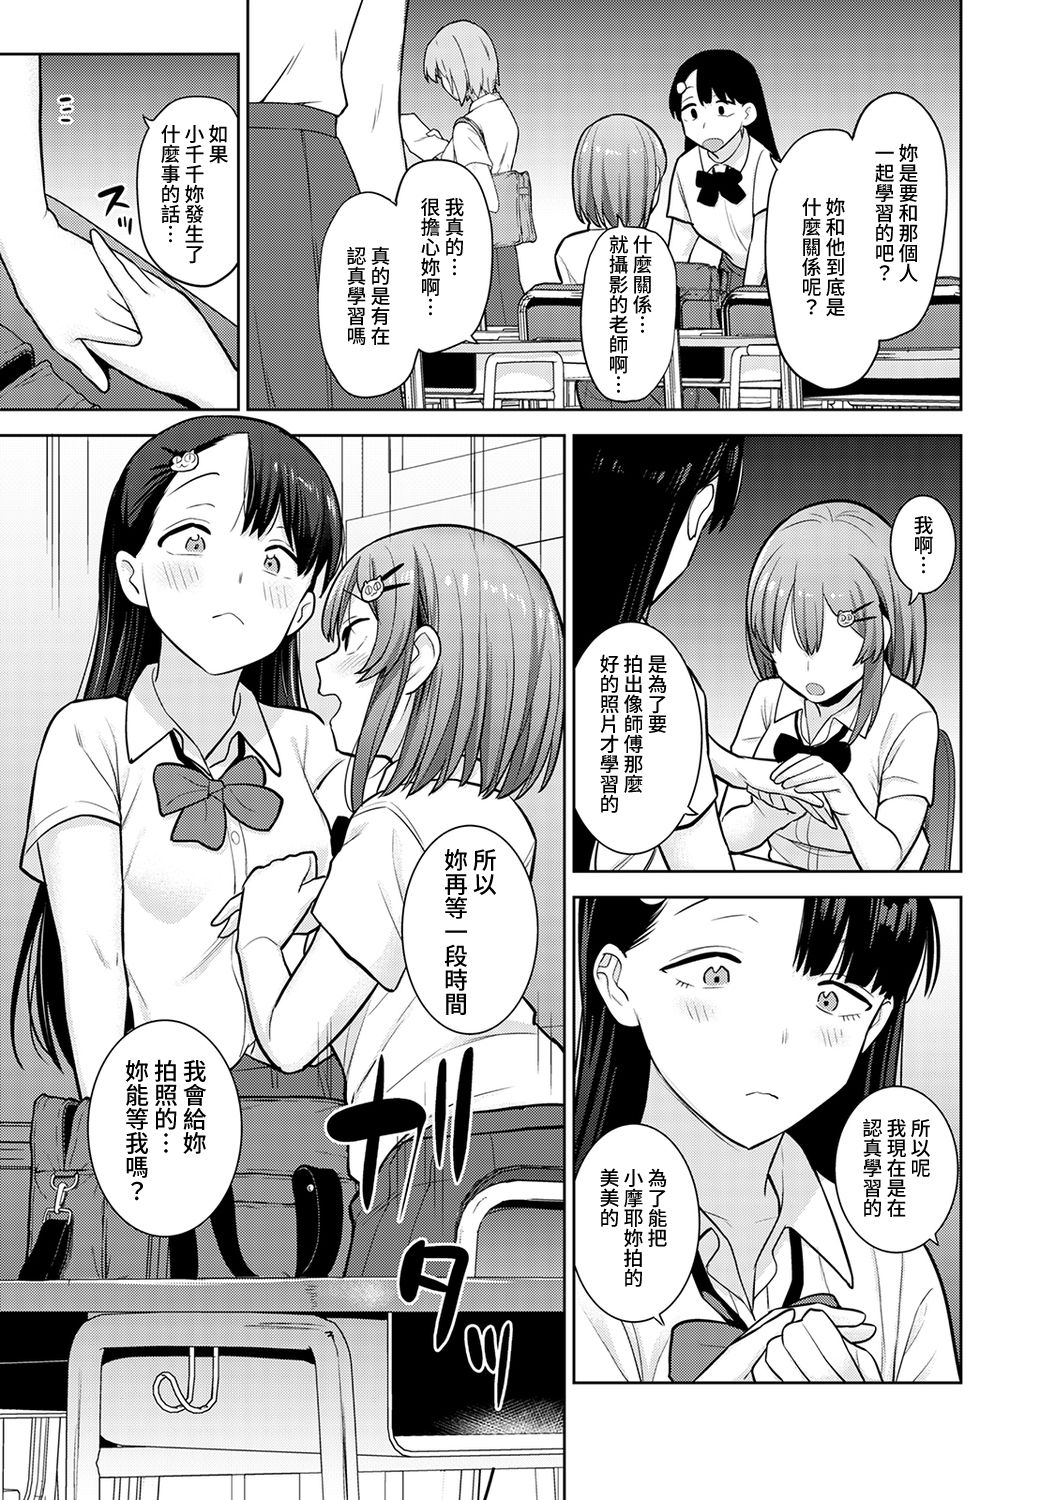 妳是要和那個人
一起學習的吧？
妳和他到底是
什麼關係呢？
什麼關係…
就攝影的老師啊…
我真的…
很擔心妳啊…
真的是有在
認真學習嗎
如果
小千千妳發生了
什麼事的話…
スッ
我啊…
是為了要
拍出像師傅那麼
好的照片才學習的
所以呢
我現在是在
認真學習的
為了能把
小摩耶妳拍的
美美的
所以
妳再等一段時間
我會給妳
拍照的…
妳能等我嗎？
ガタッ